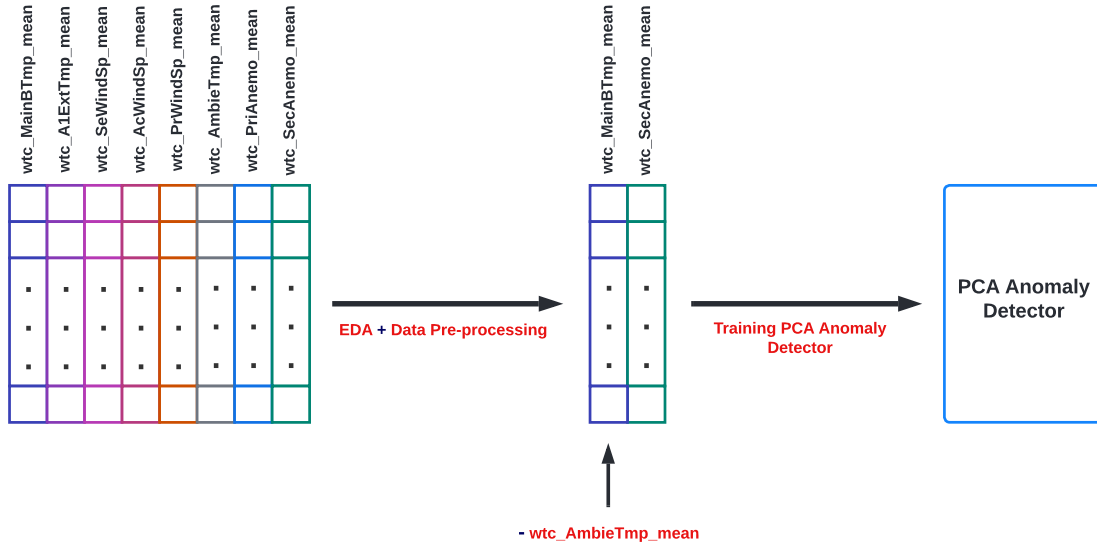 wtc_MainBTmp_mean
wtc_A1ExtTmp_mean
wtc_SeWindSp_mean
wtc_AcWindSp_mean
wtc_PrWindSp_mean
wtc_AmbieTmp_mean
wtc_PriAnemo_mean
wtc_SecAnemo_mean
EDA + Data Pre-processing
wtc_MainBTmp_mean
wtc_SecAnemo_mean
- wtc_AmbieTmp_mean
Training PCA Anomaly
Detector
PCA Anomaly
Detector